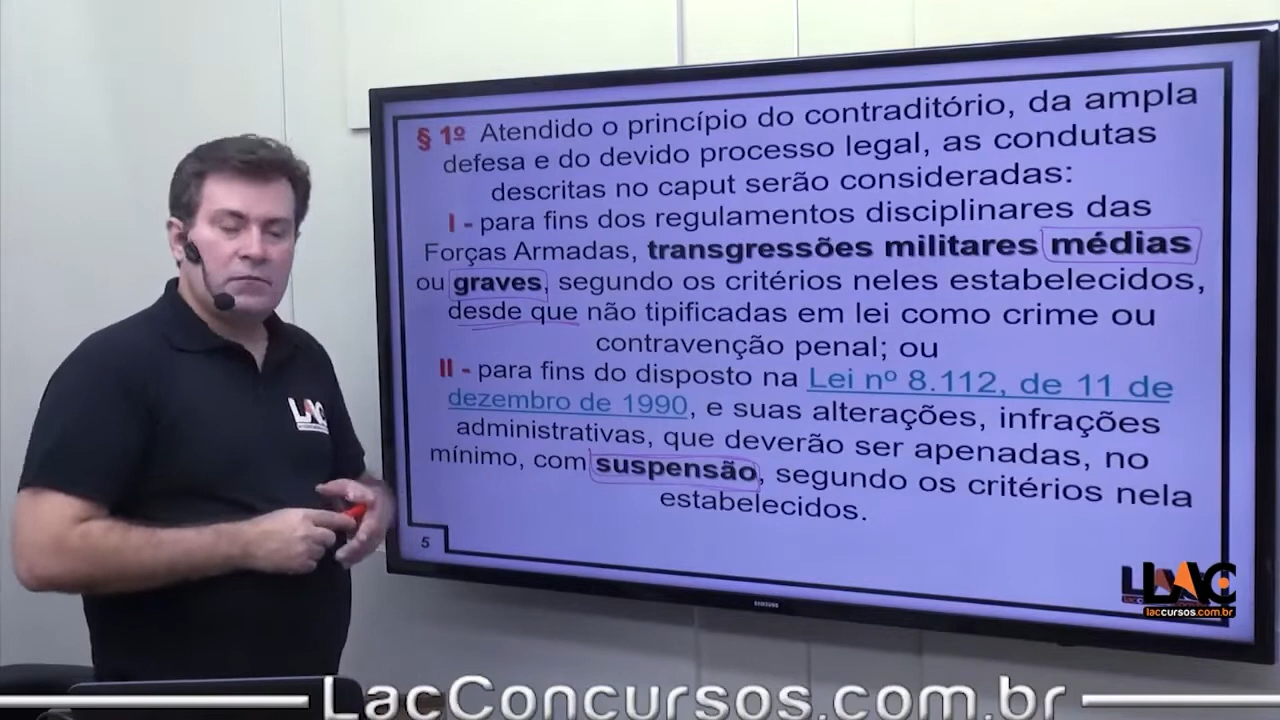 § 1º Atendido o princípio do contraditório, da ampla
defesa e do devido processo legal, as condutas
descritas no caput serão consideradas:
I - para fins dos regulamentos disciplinares das
Forças Armadas, transgressões militares médias
ou graves, segundo os critérios neles estabelecidos,
desde que não tipificadas em lei como crime ou
contravenção penal; ou
II - para fins do disposto na Lei nº 8.112, de 11 de
dezembro de 1990, e suas alterações, infrações
administrativas, que deverão ser apenadas, no
mínimo, com suspensão, segundo os critérios nela
estabelecidos.
5
LAC
LAC
laccursos.com.br
SAMSUNG
LacConcursos.com.br